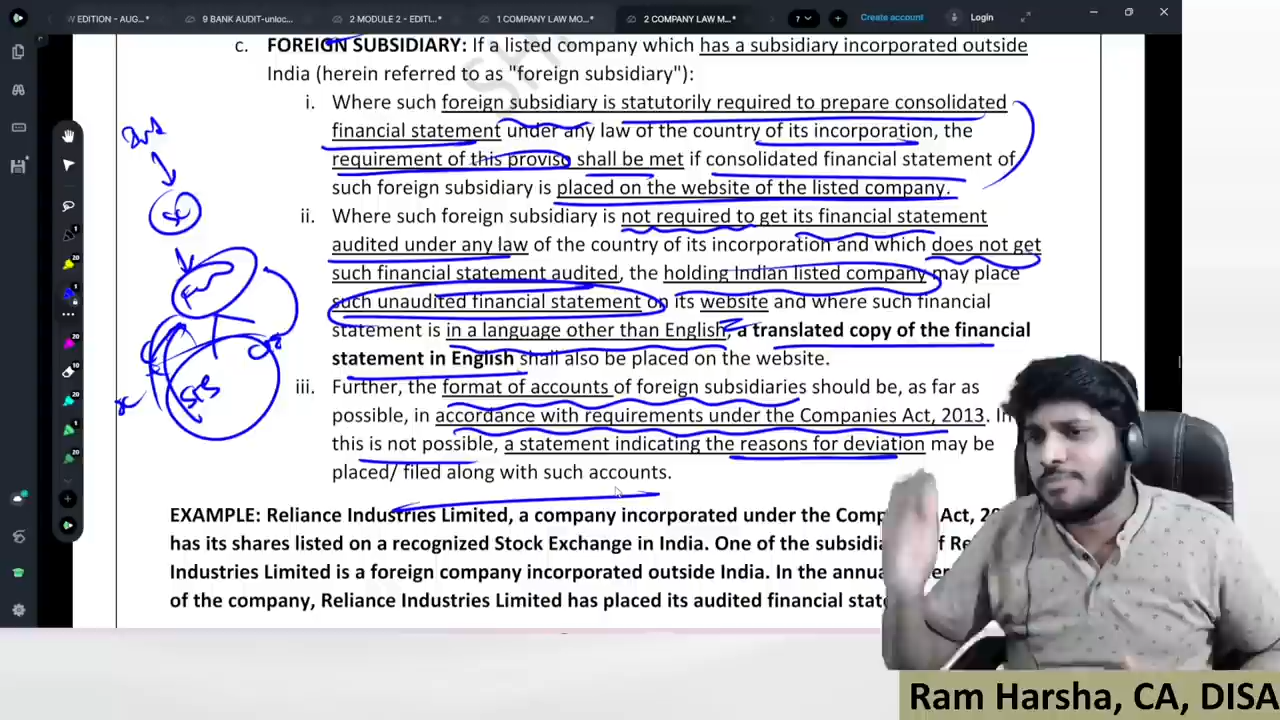 W EDITION - AUG...*
9 BANK AUDIT-unloc...
2 MODULE 2 - EDITI...*
1 COMPANY LAW MO...*
2 COMPANY LAW M...*
7
Create account
Login
c. FOREIGN SUBSIDIARY: If a listed company which has a subsidiary incorporated outside
India (herein referred to as "foreign subsidiary"):
i. Where such foreign subsidiary is statutorily required to prepare consolidated
financial statement under any law of the country of its incorporation, the
requirement of this proviso shall be met if consolidated financial statement of
such foreign subsidiary is placed on the website of the listed company.
ii. Where such foreign subsidiary is not required to get its financial statement
audited under any law of the country of its incorporation and which does not get
such financial statement audited, the holding Indian listed company may place
such unaudited financial statement on its website and where such financial
statement is in a language other than English, a translated copy of the financial
statement in English shall also be placed on the website.
iii. Further, the format of accounts of foreign subsidiaries should be, as far as
possible, in accordance with requirements under the Companies Act, 2013. In
this is not possible, a statement indicating the reasons for deviation may be
placed/ filed along with such accounts.
EXAMPLE: Reliance Industries Limited, a company incorporated under the Comp Act, 20
has its shares listed on a recognized Stock Exchange in India. One of the subsidia
Industries Limited is a foreign company incorporated outside India. In the annua
of the company, Reliance Industries Limited has placed its audited financial state
Ram Harsha, CA, DISA